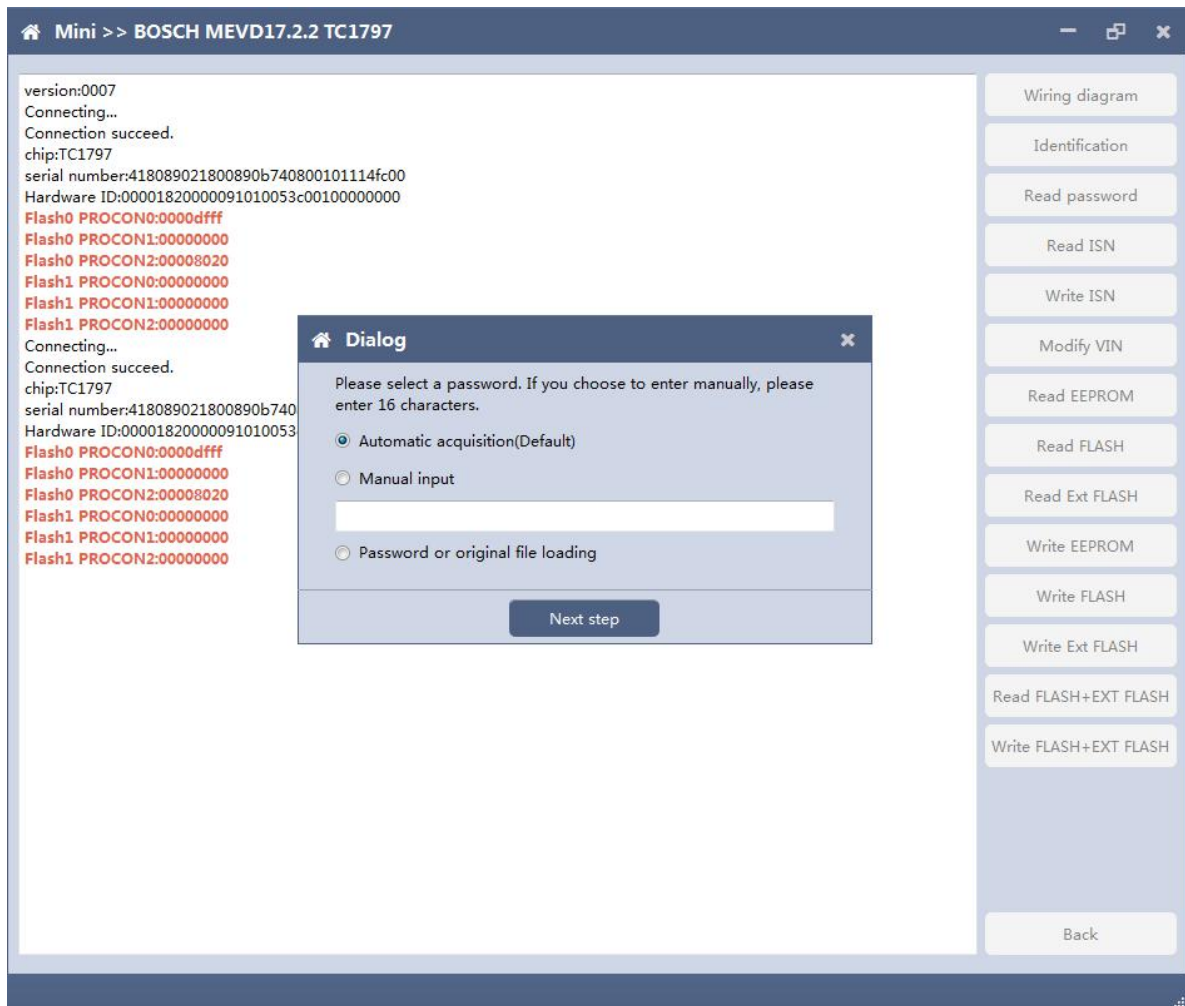 Mini >> BOSCH MEVD17.2.2 TC1797
version:0007
Connecting...
Connection succeed.
chip:TC1797
serial number:418089021800890b740800101114fc00
Hardware ID:00001820000091010053c00100000000
Flash0 PROCON0:0000dfff
Flash0 PROCON1:00000000
Flash0 PROCON2:00008020
Flash1 PROCON0:00000000
Flash1 PROCON1:00000000
Flash1 PROCON2:00000000
Connecting...
Connection succeed.
chip:TC1797
serial number:418089021800890b740
Hardware ID:00001820000091010053
Flash0 PROCON0:0000dfff
Flash0 PROCON1:00000000
Flash0 PROCON2:00008020
Flash1 PROCON0:00000000
Flash1 PROCON1:00000000
Flash1 PROCON2:00000000
Dialog
Please select a password. If you choose to enter manually, please
enter 16 characters.
Automatic acquisition(Default)
Manual input
Password or original file loading
Next step
Wiring diagram
Identification
Read password
Read ISN
Write ISN
Modify VIN
Read EEPROM
Read FLASH
Read Ext FLASH
Write EEPROM
Write FLASH
Write Ext FLASH
Read FLASH+EXT FLASH
Write FLASH+EXT FLASH
Back